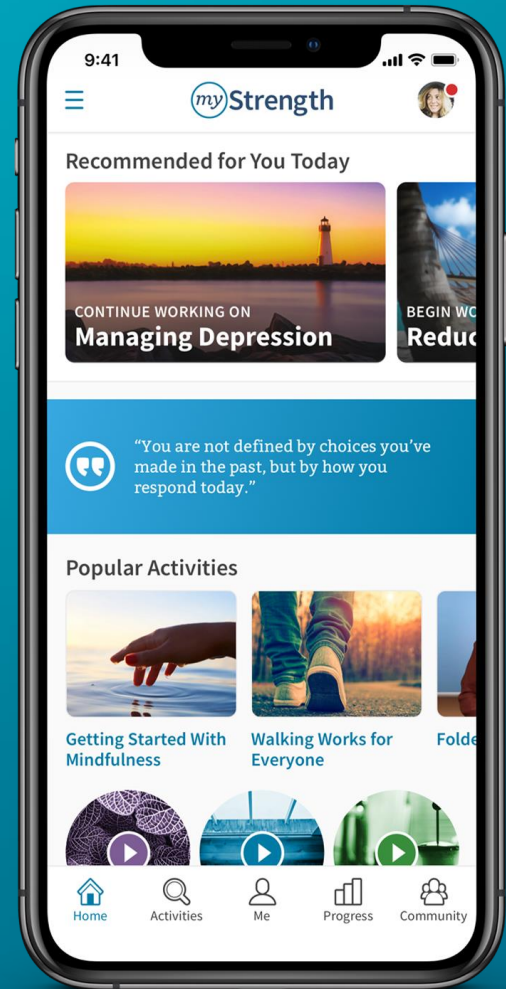 9:41
myStrength
Recommended for You Today
CONTINUE WORKING ON
Managing Depression
BEGIN WO
Reduc
“You are not defined by choices you’ve
made in the past, but by how you
respond today.”
Popular Activities
Getting Started With
Mindfulness
Walking Works for
Everyone
Folde
Home
Activities
Me
Progress
Community